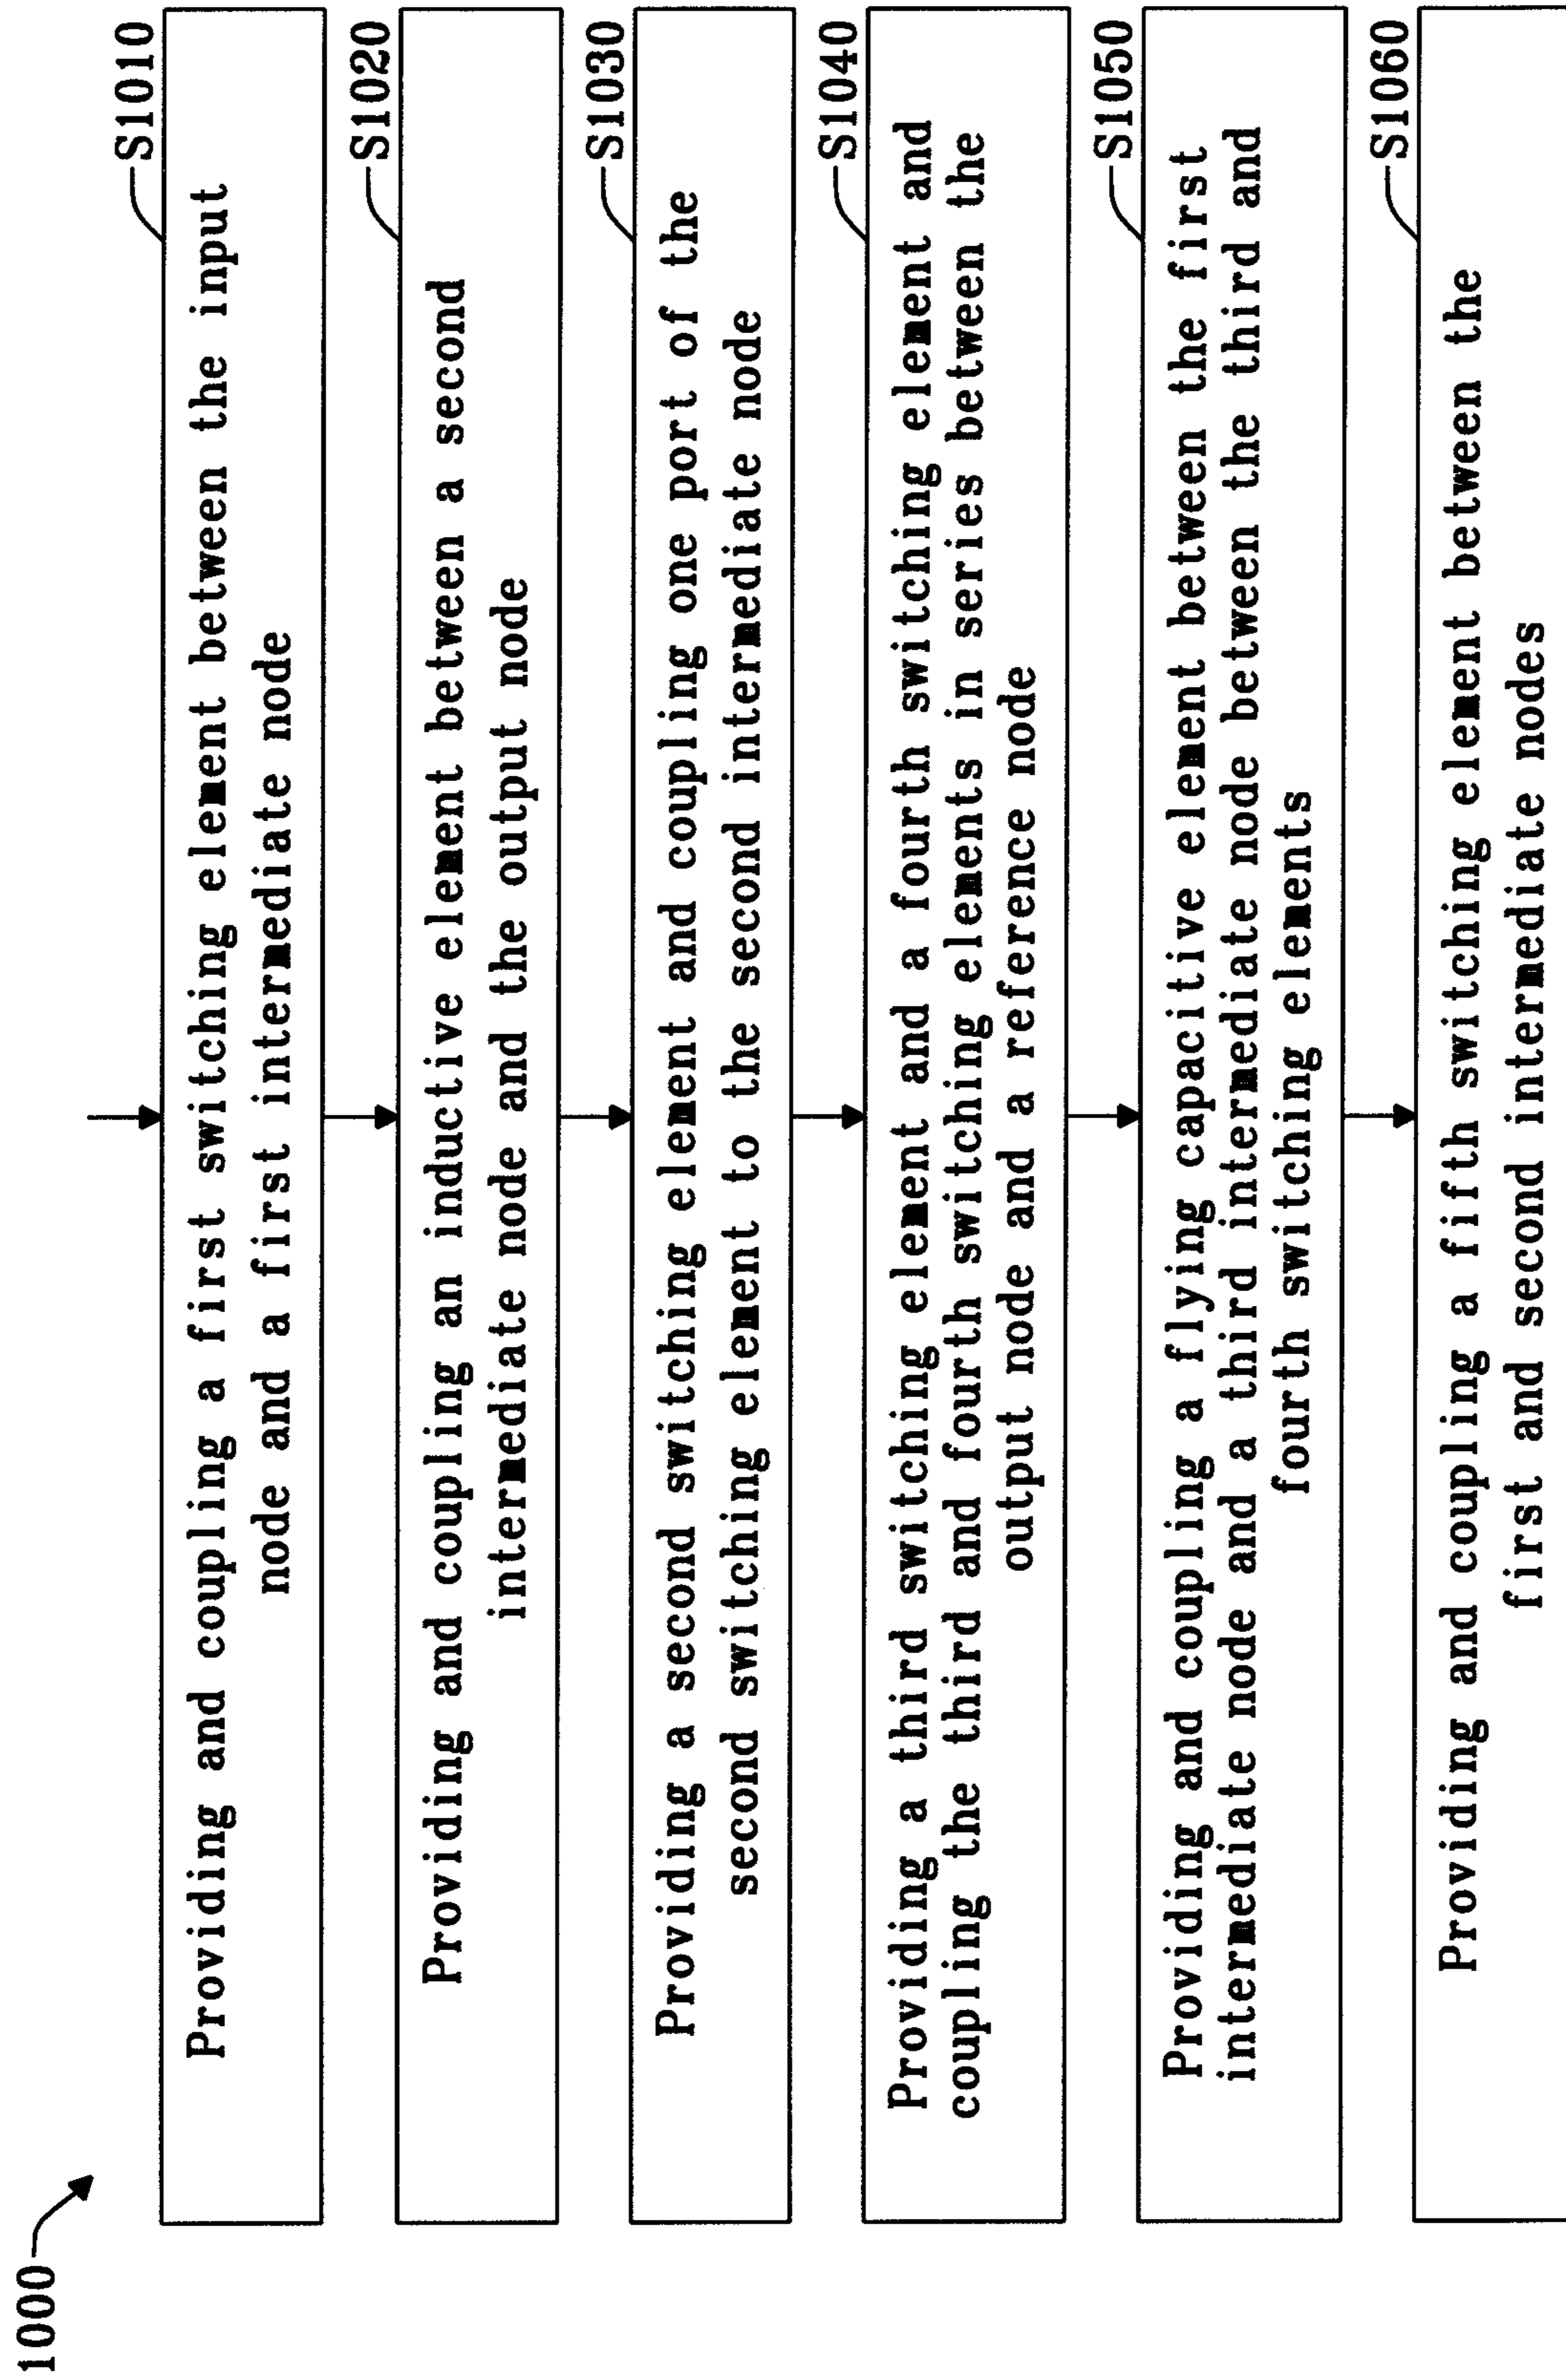 1000
S1010
Providing and coupling a first switching element between the input
node and a first intermediate node
S1020
Providing and coupling an inductive element between a second
intermediate node and the output node
S1030
Providing a second switching element and coupling one port of the
second switching element to the second intermediate node
S1040
Providing a third switching element and a fourth switching element and
coupling the third and fourth switching elements in series between the
output node and a reference node
S1050
Providing and coupling a flying capacitive element between the first
intermediate node and a third intermediate node between the third and
fourth switching elements
S1060
Providing and coupling a fifth switching element between the
first and second intermediate nodes